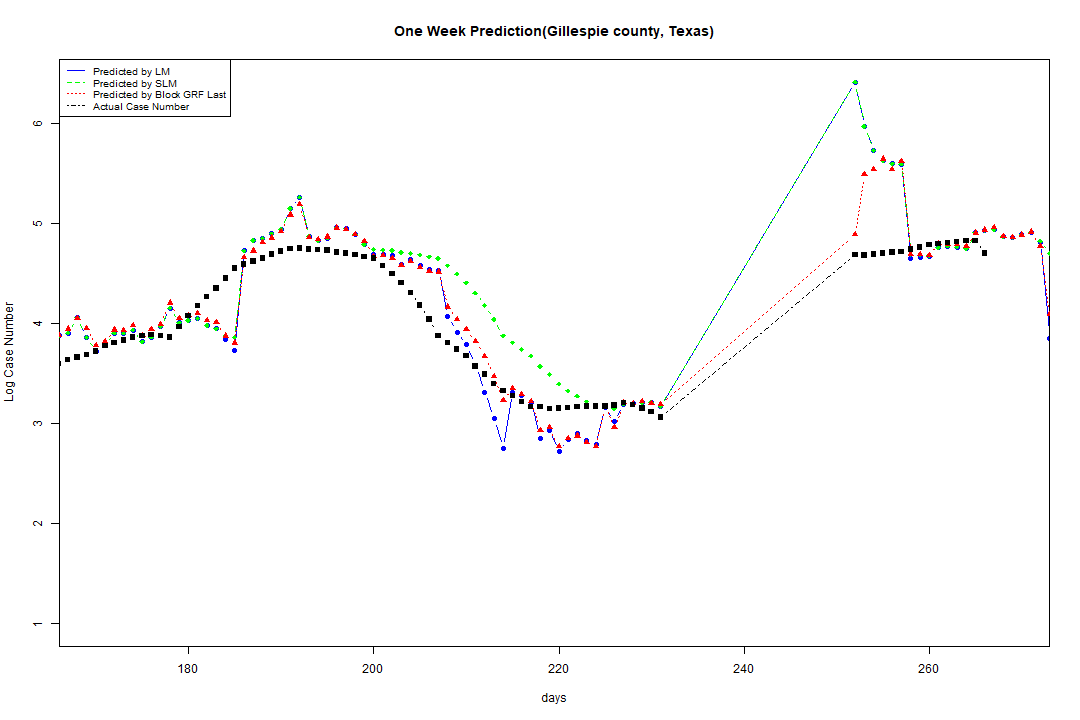 One Week Prediction(Gillespie county, Texas)
Predicted by LM
Predicted by SLM
Predicted by Block GRF Last
Actual Case Number
6
5
4
3
2
1
Log Case Number
180 200 220 240 260
days